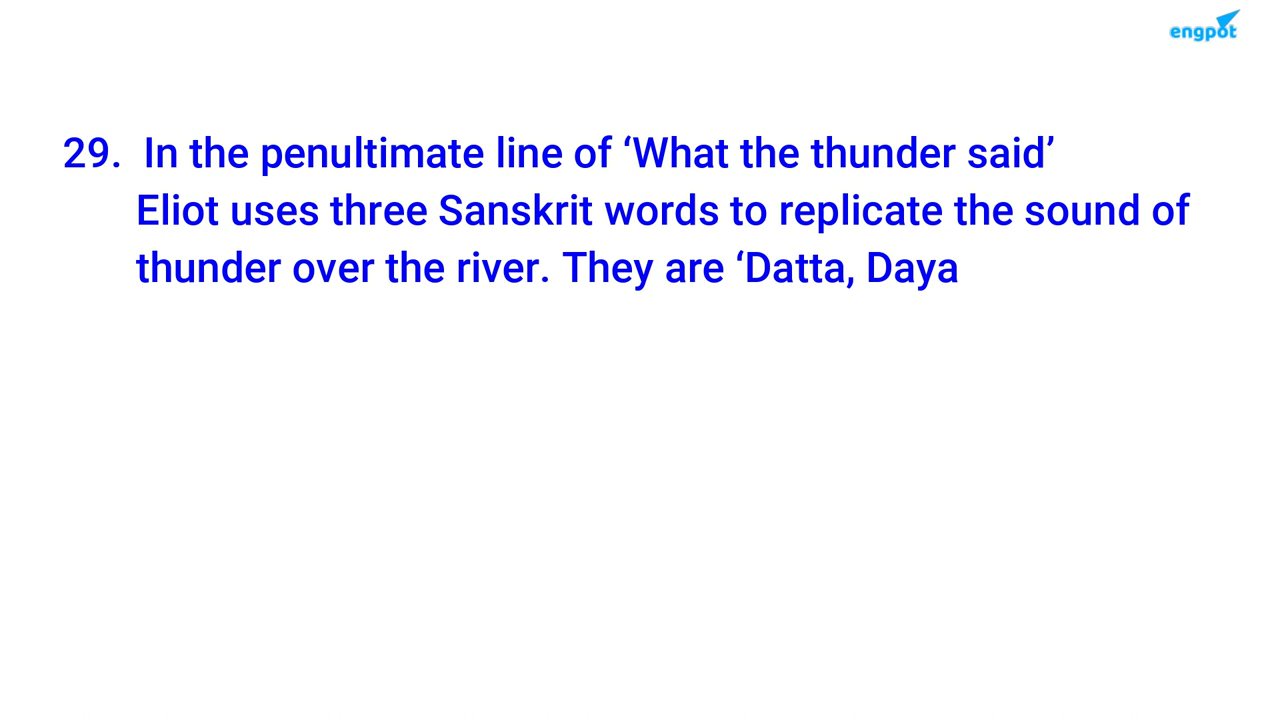 engpot
29. In the penultimate line of ‘What the thunder said’
Eliot uses three Sanskrit words to replicate the sound of
thunder over the river. They are ‘Datta, Daya